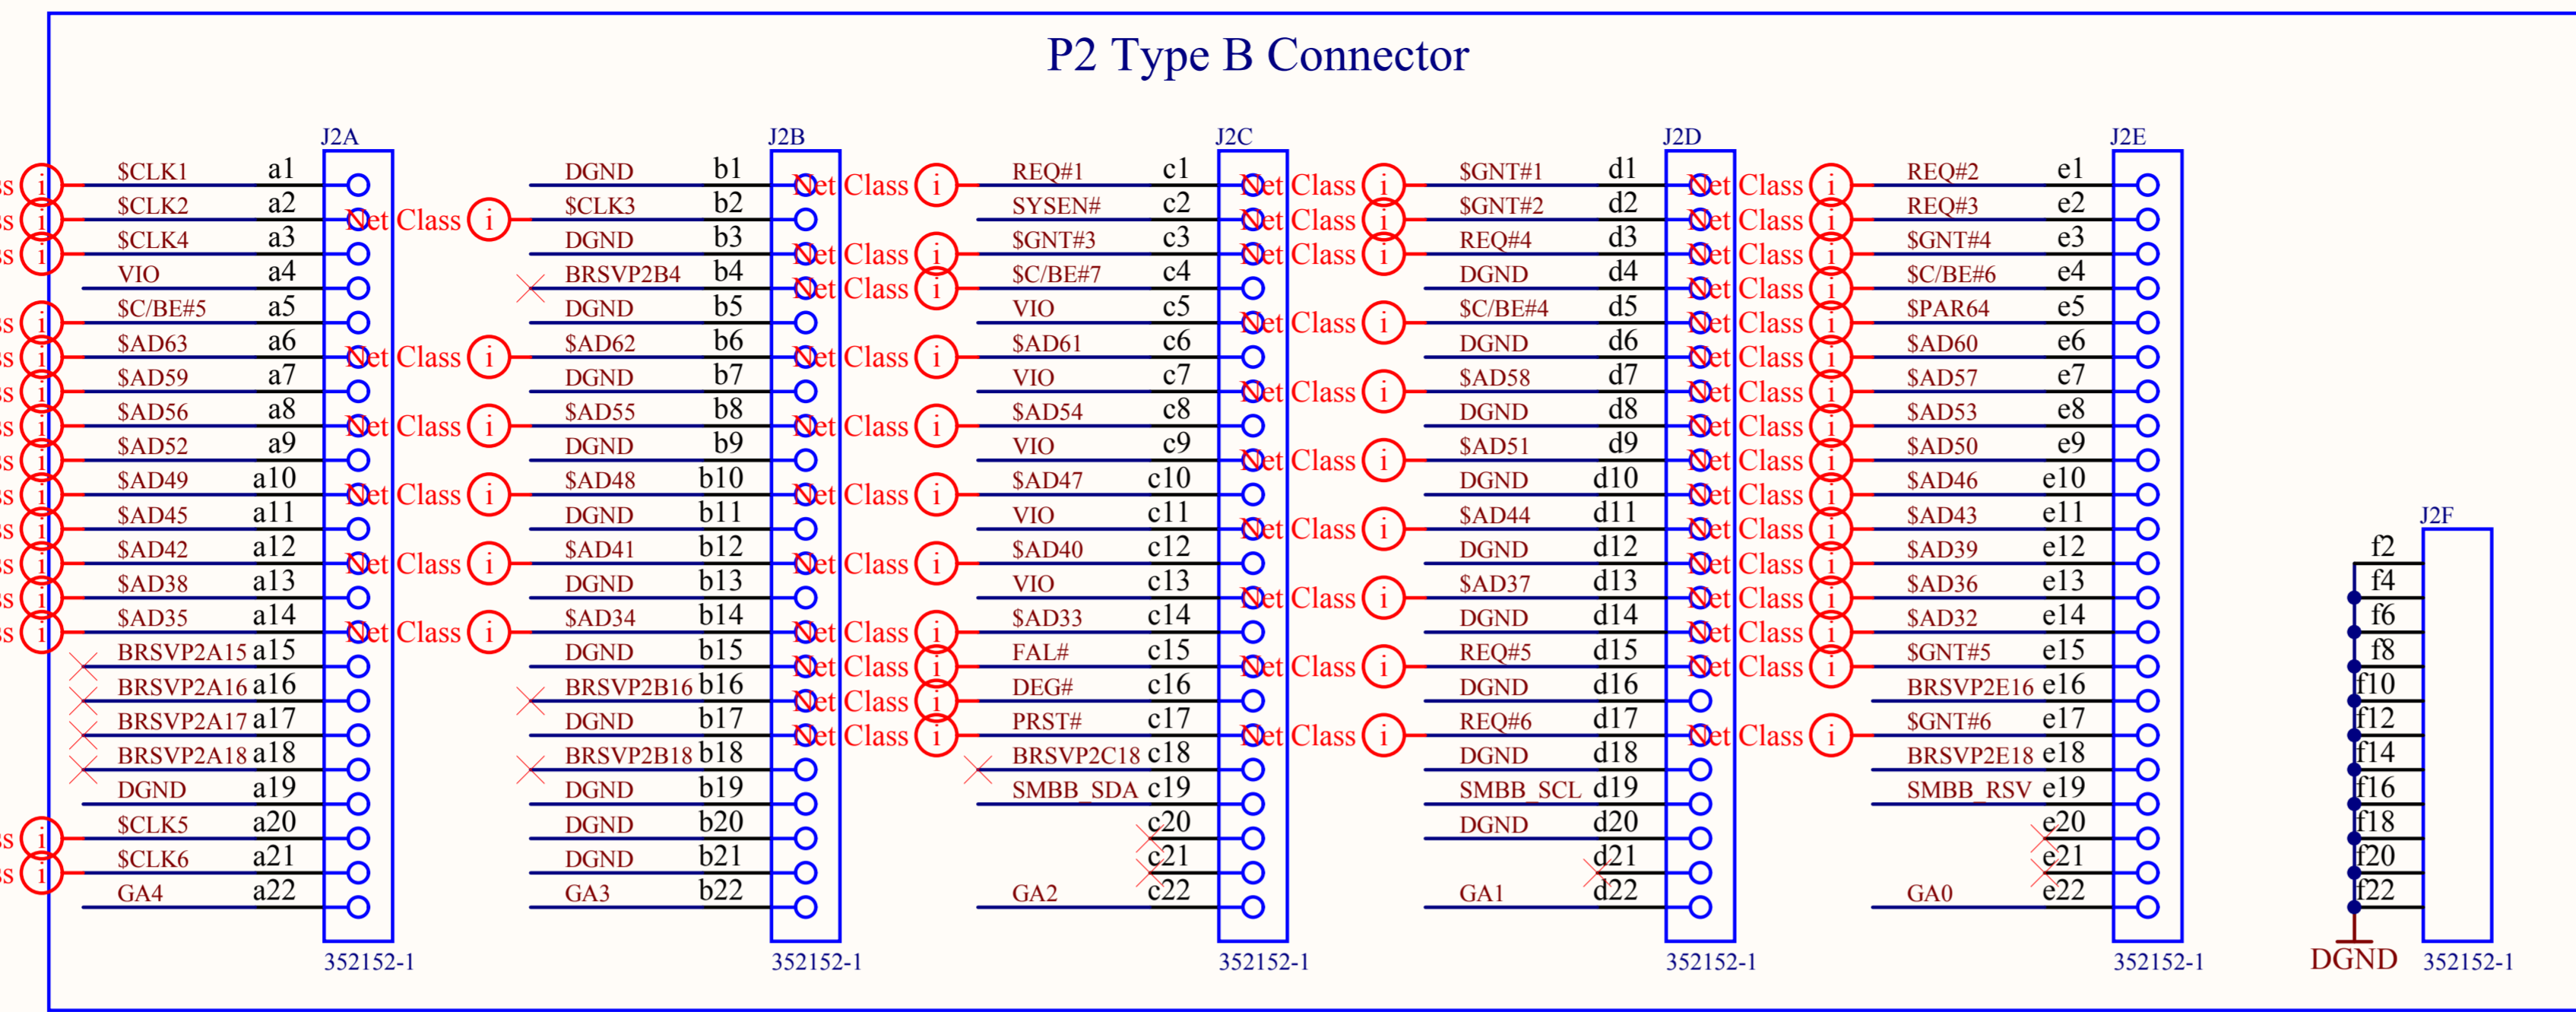 P2 Type B Connector
J2A J2B J2C J2D J2E
ss i $CLK1 a1 DGND b1 Net Class i REQ#1 c1 Net Class i $GNT#1 d1 Net Class i REQ#2 e1
ss i $CLK2 a2 Net Class i $CLK3 b2 SYSEN# c2 Net Class i $GNT#2 d2 Net Class i REQ#3 e2
ss i $CLK4 a3 DGND b3 Net Class i $GNT#3 c3 Net Class i REQ#4 d3 Net Class i $GNT#4 e3
VIO a4 BRSVP2B4 b4 Net Class i $C/BE#7 c4 DGND d4 Net Class i $C/BE#6 e4
ss i $C/BE#5 a5 DGND b5 VIO c5 Net Class i $C/BE#4 d5 Net Class i $PAR64 e5
ss i $AD63 a6 Net Class i $AD62 b6 Net Class i $AD61 c6 DGND d6 Net Class i $AD60 e6
ss i $AD59 a7 DGND b7 VIO c7 Net Class i $AD58 d7 Net Class i $AD57 e7
ss i $AD56 a8 Net Class i $AD55 b8 Net Class i $AD54 c8 DGND d8 Net Class i $AD53 e8
ss i $AD52 a9 DGND b9 VIO c9 Net Class i $AD51 d9 Net Class i $AD50 e9
ss i $AD49 a10 Net Class i $AD48 b10 Net Class i $AD47 c10 DGND d10 Net Class i $AD46 e10
ss i $AD45 a11 DGND b11 VIO c11 Net Class i $AD44 d11 Net Class i $AD43 e11 J2F
ss i $AD42 a12 Net Class i $AD41 b12 Net Class i $AD40 c12 DGND d12 Net Class i $AD39 e12 f2
ss i $AD38 a13 DGND b13 VIO c13 Net Class i $AD37 d13 Net Class i $AD36 e13 f4
ss i $AD35 a14 Net Class i $AD34 b14 Net Class i $AD33 c14 DGND d14 Net Class i $AD32 e14 f6
BRSVP2A15 a15 DGND b15 Net Class i FAL# c15 Net Class i REQ#5 d15 Net Class i $GNT#5 e15 f8
BRSVP2A16 a16 BRSVP2B16 b16 Net Class i DEG# c16 DGND d16 BRSVP2E16 e16 f10
BRSVP2A17 a17 DGND b17 Net Class i PRST# c17 Net Class i REQ#6 d17 Net Class i $GNT#6 e17 f12
BRSVP2A18 a18 BRSVP2B18 b18 BRSVP2C18 c18 DGND d18 BRSVP2E18 e18 f14
DGND a19 DGND b19 SMBB_SDA c19 SMBB_SCL d19 SMBB_RSV e19 f16
ss i $CLK5 a20 DGND b20 c20 DGND d20 e20 f18
ss i $CLK6 a21 DGND b21 c21 d21 e21 f20
GA4 a22 GA3 b22 GA2 c22 GA1 d22 GA0 e22 f22
352152-1 352152-1 352152-1 352152-1 352152-1 DGND 352152-1